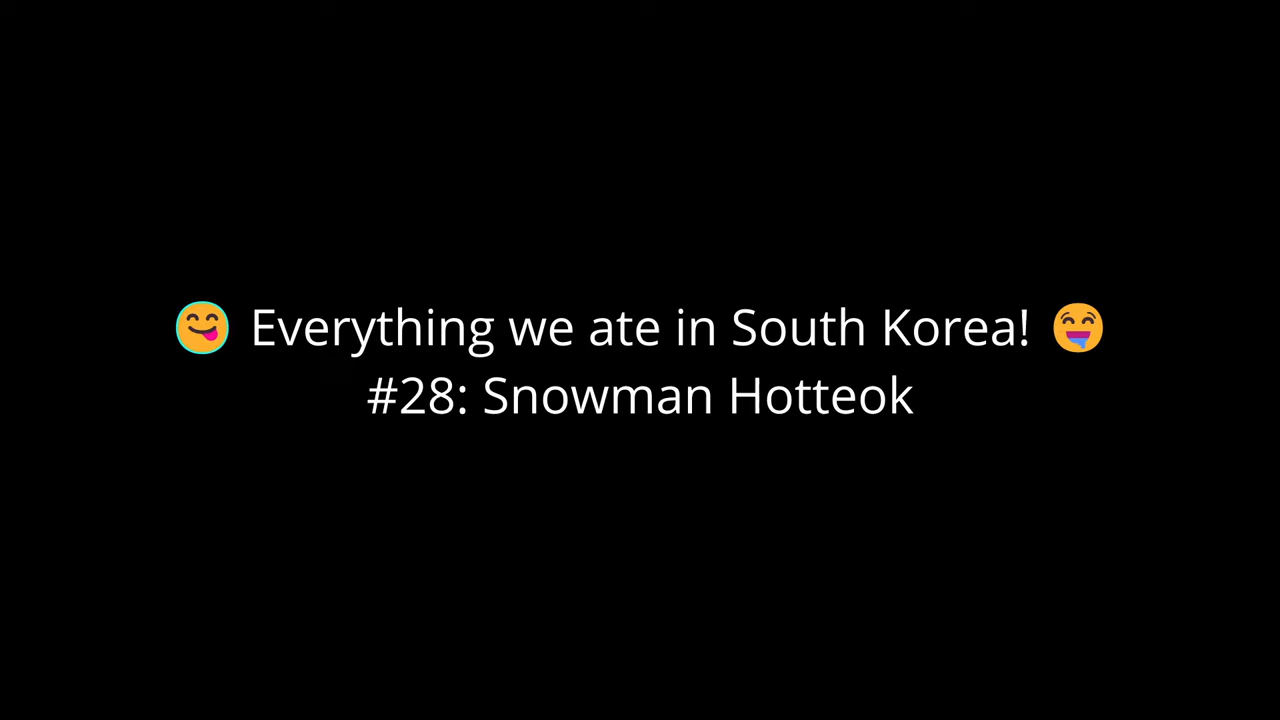 😋 Everything we ate in South Korea! 🤤
#28: Snowman Hotteok